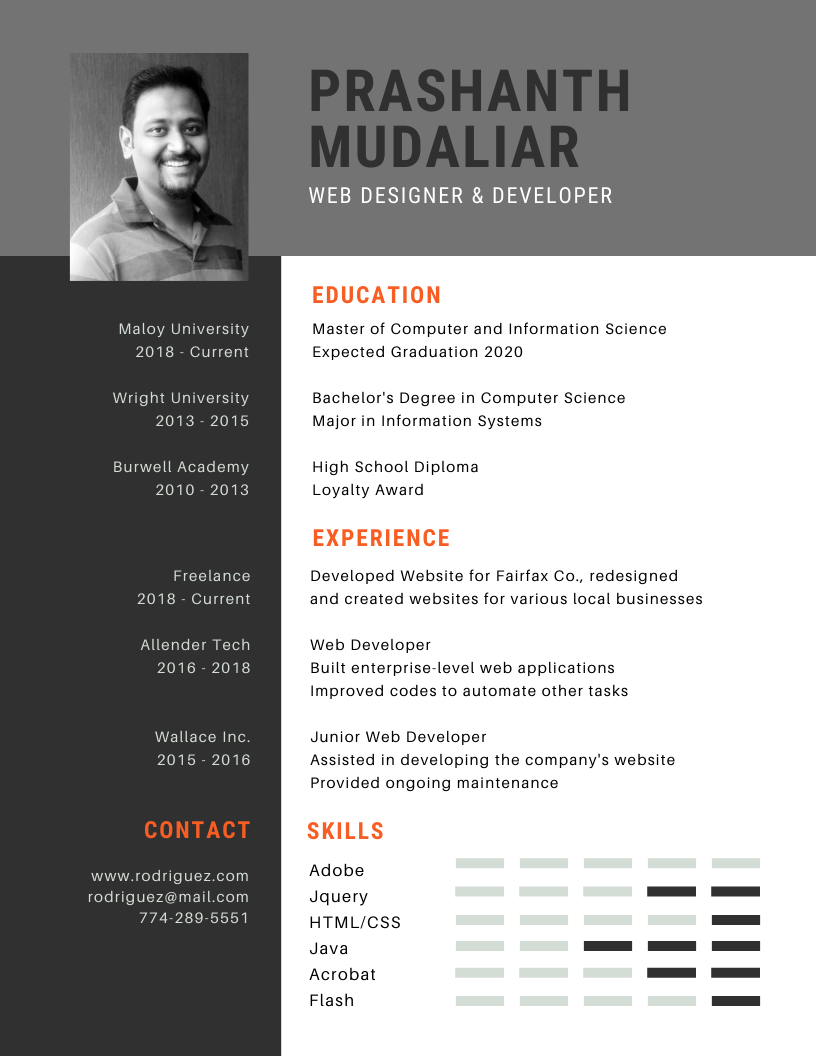 PRASHANTH
MUDALIAR
WEB DESIGNER & DEVELOPER
EDUCATION
Maloy University
2018 - Current
Master of Computer and Information Science
Expected Graduation 2020
Wright University
2013 - 2015
Bachelor's Degree in Computer Science
Major in Information Systems
Burwell Academy
2010 - 2013
High School Diploma
Loyalty Award
EXPERIENCE
Freelance
2018 - Current
Developed Website for Fairfax Co., redesigned
and created websites for various local businesses
Allender Tech
2016 - 2018
Web Developer
Built enterprise-level web applications
Improved codes to automate other tasks
Wallace Inc.
2015 - 2016
Junior Web Developer
Assisted in developing the company's website
Provided ongoing maintenance
CONTACT
www.rodriguez.com
rodriguez@mail.com
774-289-5551
SKILLS
Adobe
Jquery
HTML/CSS
Java
Acrobat
Flash